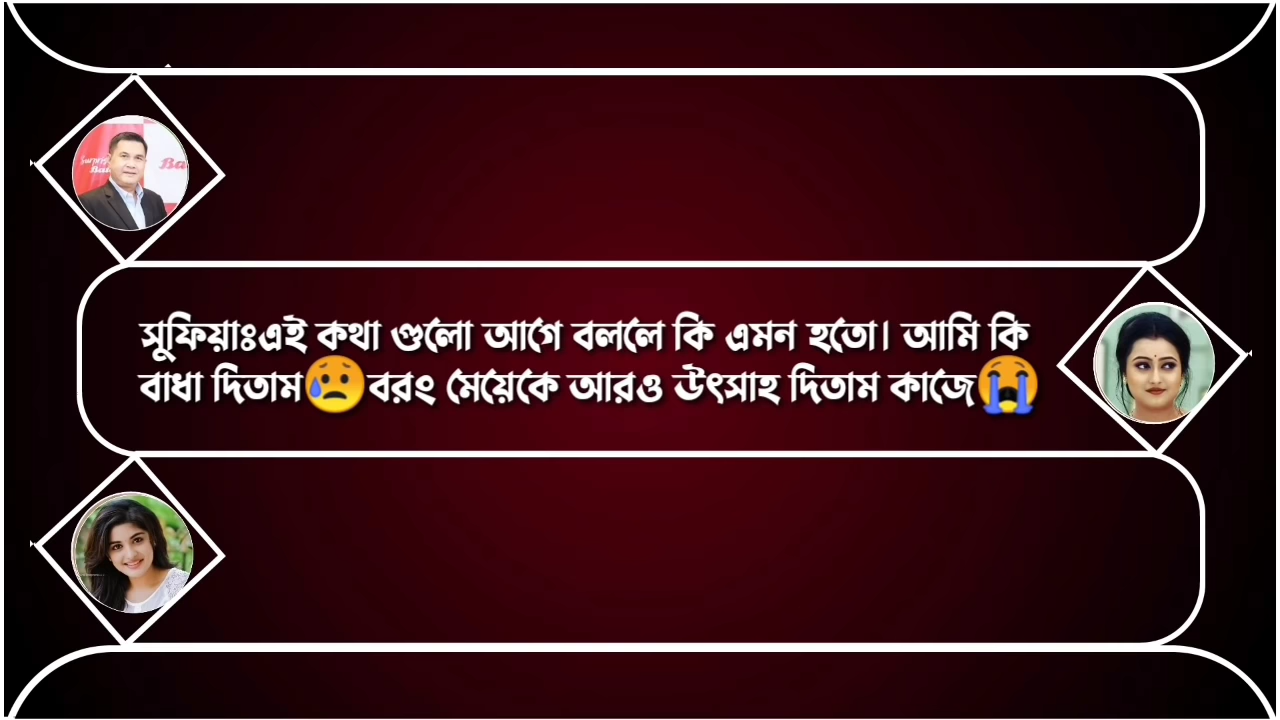 সুফিয়াঃএই কথা গুলো আগে বললে কি এমন হতো। আমি কি
বাধা দিতাম😥বরং মেয়েকে আরও উৎসাহ দিতাম কাজে😭